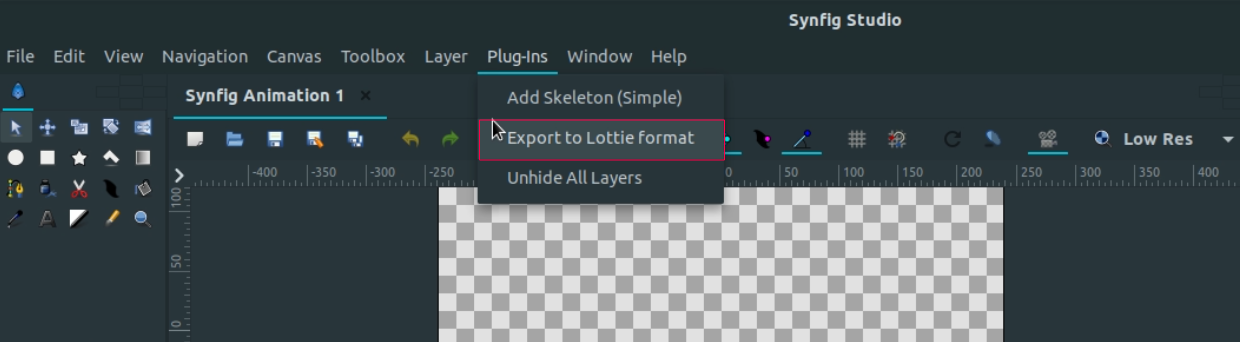 Synfig Studio
File Edit View Navigation Canvas Toolbox Layer Plug-Ins Window Help
Synfig Animation 1 ×
Add Skeleton (Simple)
Export to Lottie format
Low Res
Unhide All Layers
-400 -350 -300 -250 0 50 100 150 200 250 300 350 400
100
50
0